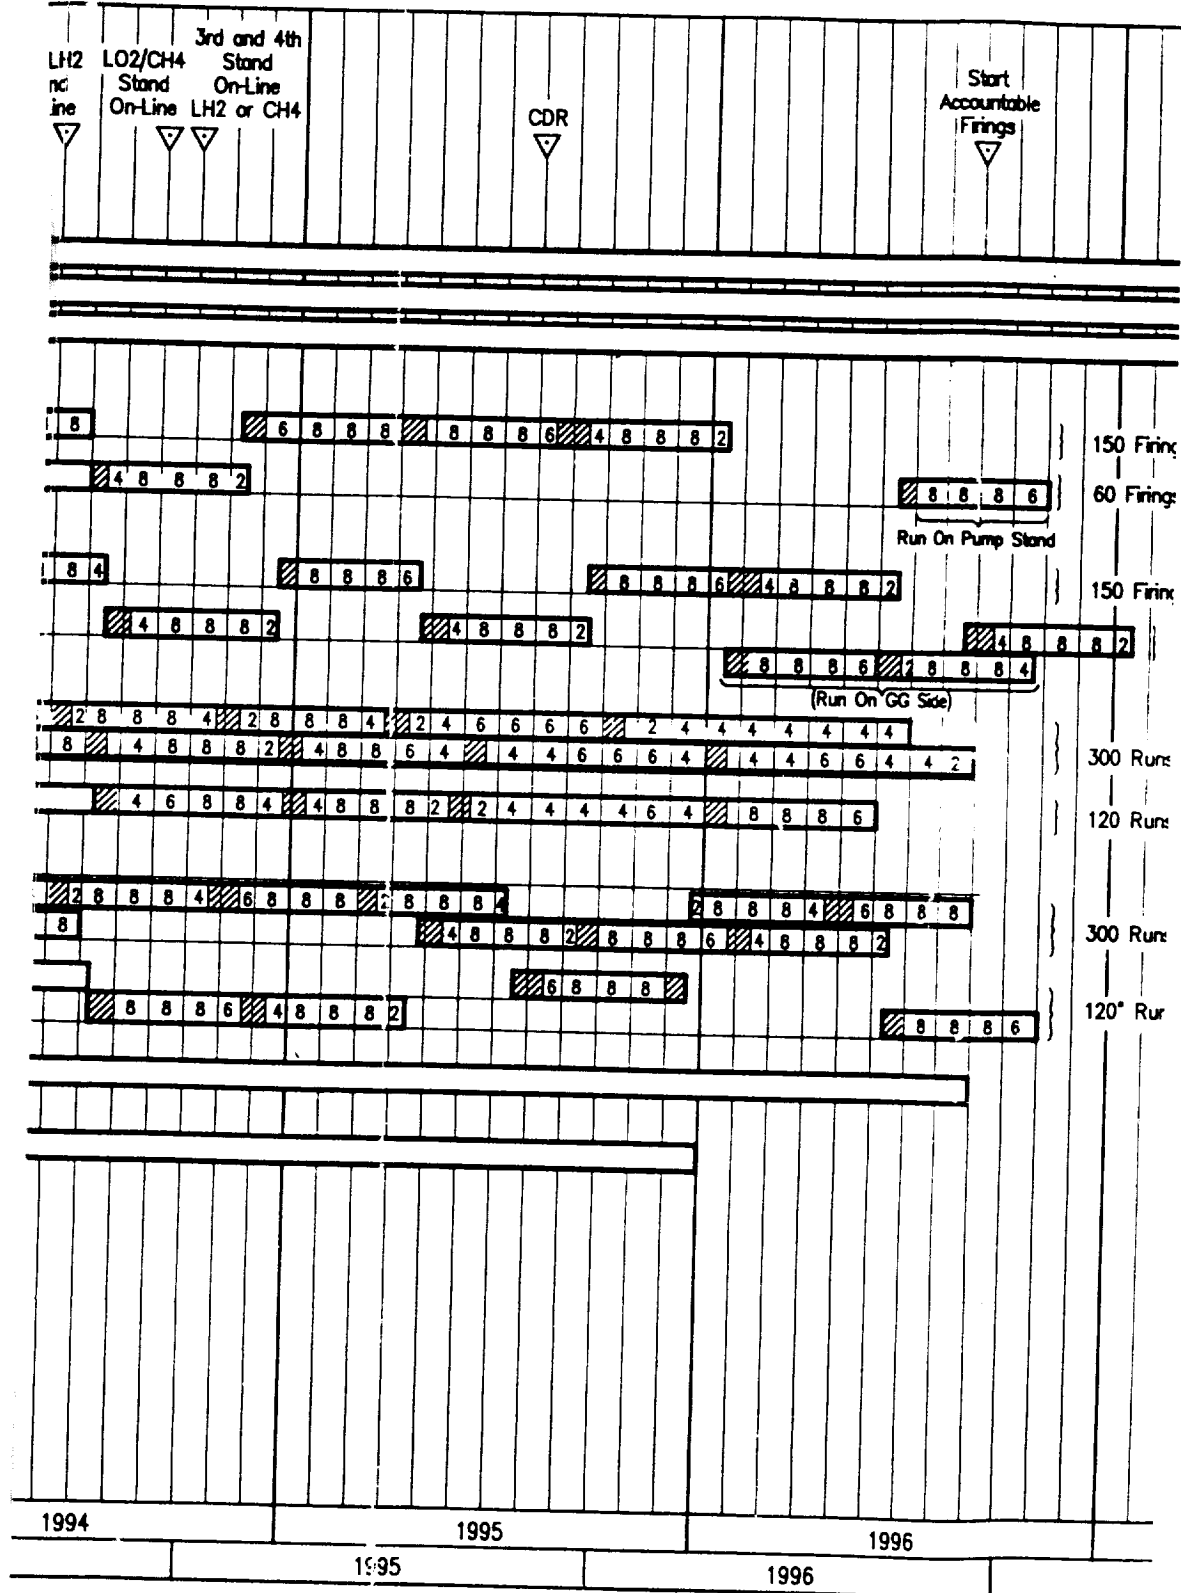 3rd and 4th
LH2 LO2/CH4 Stand
Stand On-Line
On-Line LH2 or CH4
CDR
Start
Accountable
Firings
8 6 8 8 8 8 8 8 6 4 8 8 8 2
150 Firing
4 8 8 8 2 8 8 8 6
60 Firings
Run On Pump Stand
8 4 8 8 8 6 8 8 8 6 4 8 8 8 2
150 Firing
4 8 8 8 2 4 8 8 8 2 4 8 8 8 2
8 8 8 6 2 8 8 8 4
(Run On GG Side)
2 8 8 8 4 2 8 8 8 4 2 4 6 6 6 6 2 4 4 4 4 4 4
8 4 8 8 8 2 4 8 8 6 4 4 4 6 6 6 4 4 4 6 6 4 4 2
300 Runs
4 6 8 8 4 4 8 8 8 2 2 4 4 4 4 6 4 8 8 8 6
120 Runs
2 8 8 8 4 6 8 8 8 2 8 8 8 4 2 8 8 8 4 6 8 8 8
8 4 8 8 8 2 8 8 8 6 4 8 8 8 2
300 Runs
6 8 8 8
8 8 8 6 4 8 8 8 2 8 8 8 6
120* Rur
1994 1995 1996
1995 1996